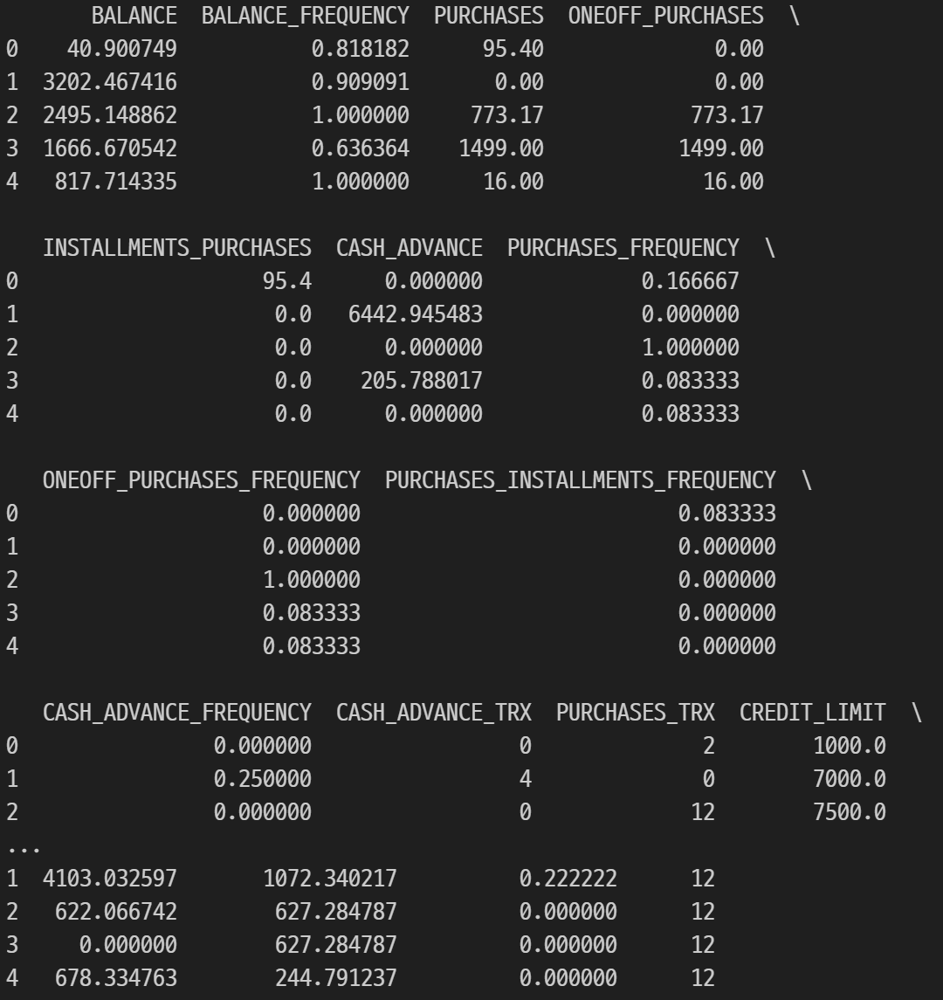 BALANCE BALANCE_FREQUENCY PURCHASES ONEOFF_PURCHASES \
0 40.900749 0.818182 95.40 0.00
1 3202.467416 0.909091 0.00 0.00
2 2495.148862 1.000000 773.17 773.17
3 1666.670542 0.636364 1499.00 1499.00
4 817.714335 1.000000 16.00 16.00
INSTALLMENTS_PURCHASES CASH_ADVANCE PURCHASES_FREQUENCY \
0 95.4 0.000000 0.166667
1 0.0 6442.945483 0.000000
2 0.0 0.000000 1.000000
3 0.0 205.788017 0.083333
4 0.0 0.000000 0.083333
ONEOFF_PURCHASES_FREQUENCY PURCHASES_INSTALLMENTS_FREQUENCY \
0 0.000000 0.083333
1 0.000000 0.000000
2 1.000000 0.000000
3 0.083333 0.000000
4 0.083333 0.000000
CASH_ADVANCE_FREQUENCY CASH_ADVANCE_TRX PURCHASES_TRX CREDIT_LIMIT \
0 0.000000 0 2 1000.0
1 0.250000 4 0 7000.0
2 0.000000 0 12 7500.0
...
1 4103.032597 1072.340217 0.222222 12
2 622.066742 627.284787 0.000000 12
3 0.000000 627.284787 0.000000 12
4 678.334763 244.791237 0.000000 12